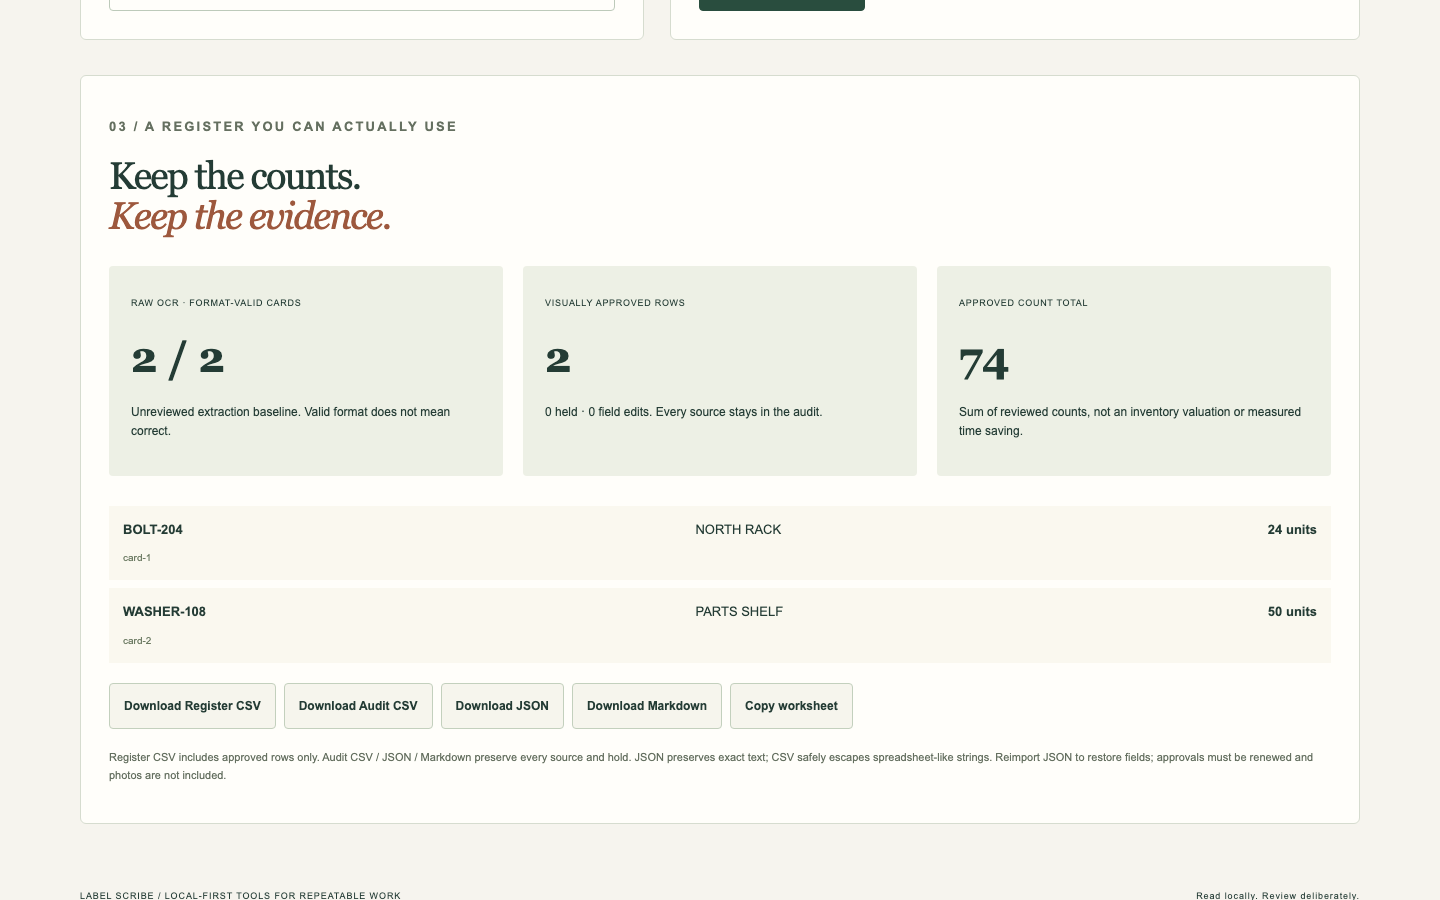 03 / A REGISTER YOU CAN ACTUALLY USE
Keep the counts.
Keep the evidence.
RAW OCR · FORMAT-VALID CARDS
2 / 2
Unreviewed extraction baseline. Valid format does not mean
correct.
VISUALLY APPROVED ROWS
2
0 held · 0 field edits. Every source stays in the audit.
APPROVED COUNT TOTAL
74
Sum of reviewed counts, not an inventory valuation or measured
time saving.
BOLT-204 NORTH RACK 24 units
card-1
WASHER-108 PARTS SHELF 50 units
card-2
Download Register CSV Download Audit CSV Download JSON Download Markdown Copy worksheet
Register CSV includes approved rows only. Audit CSV / JSON / Markdown preserve every source and hold. JSON preserves exact text; CSV safely escapes spreadsheet-like strings. Reimport JSON to restore fields; approvals must be renewed and
photos are not included.
LABEL SCRIBE / LOCAL-FIRST TOOLS FOR REPEATABLE WORK Read locally. Review deliberately.